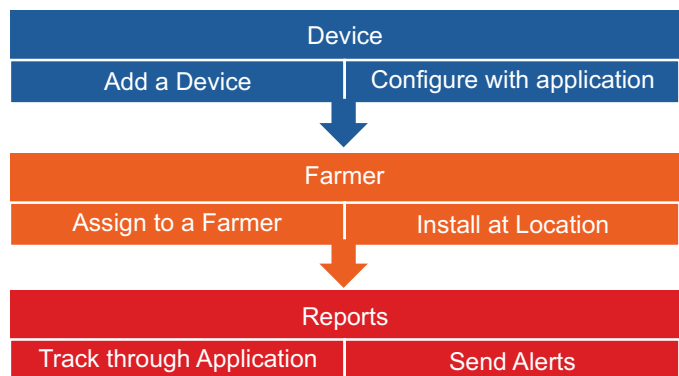 Device
Add a Device
Configure with application
Farmer
Assign to a Farmer
Install at Location
Reports
Track through Application
Send Alerts